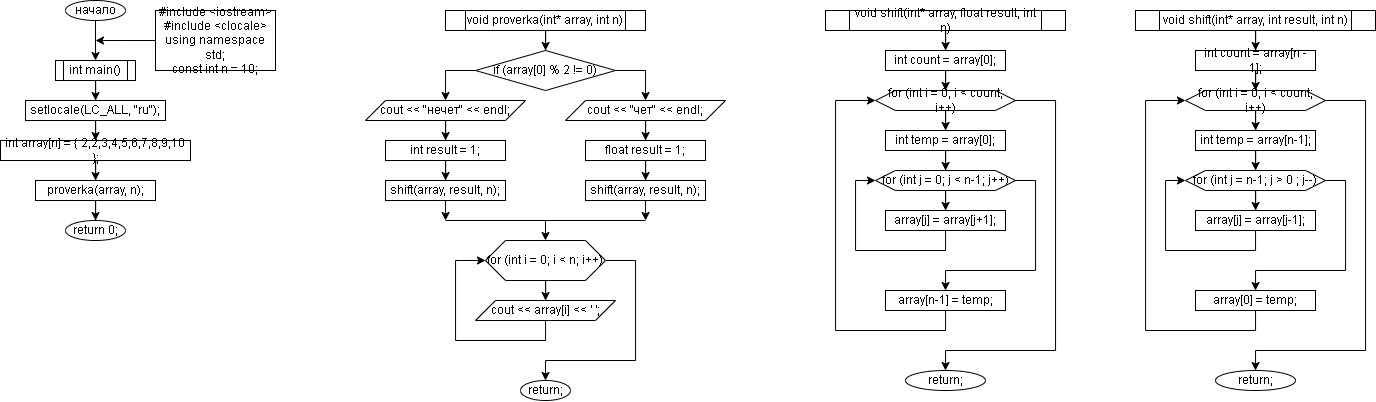 начало
#include <iostream>
#include <clocale>
using namespace
std;
const int n = 10;
int main()
setlocale(LC_ALL, "ru");
int array[n] = { 2,2,3,4,5,6,7,8,9,10
};
proverka(array, n);
return 0;
void proverka(int* array, int n)
if (array[0] % 2 != 0)
cout << "нечет" << endl;
cout << "чет" << endl;
int result = 1;
float result = 1;
shift(array, result, n);
shift(array, result, n);
for (int i = 0; i < n; i++)
cout << array[i] << ' ';
return;
void shift(int* array, float result, int
n)
int count = array[0];
for (int i = 0, i < count;
i++)
int temp = array[0];
for (int j = 0; j < n-1; j++)
array[j] = array[j+1];
array[n-1] = temp;
return;
void shift(int* array, int result, int n)
int count = array[n -
1];
for (int i = 0, i < count;
i++)
int temp = array[n-1];
for (int j = n-1; j > 0 ; j--)
array[j] = array[j-1];
array[0] = temp;
return;